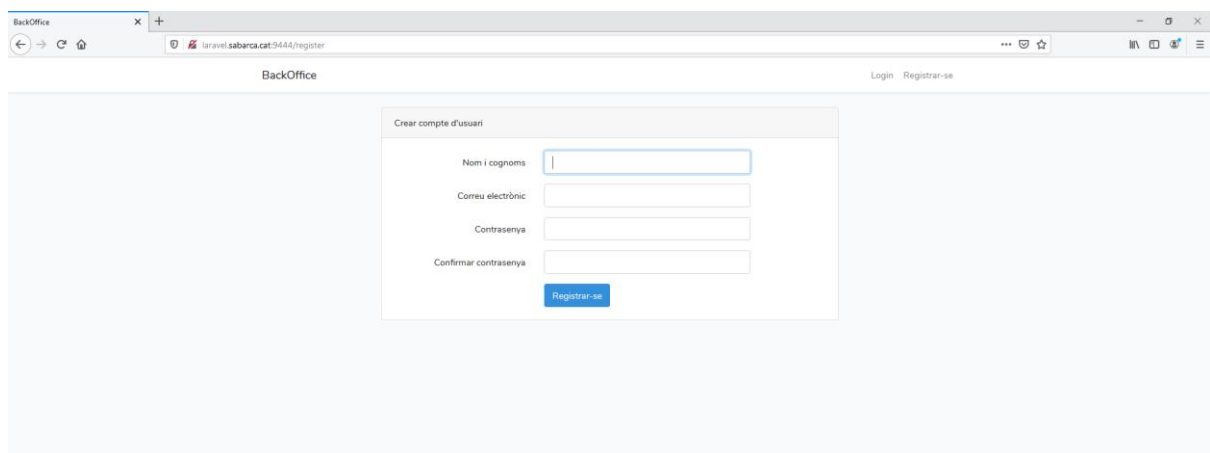 BackOffice
laravel.sabarca.cat:9444/register
BackOffice
Login Registrar-se
Crear compte d'usuari
Nom i cognoms
Correu electrònic
Contrasenya
Confirmar contrasenya
Registrar-se